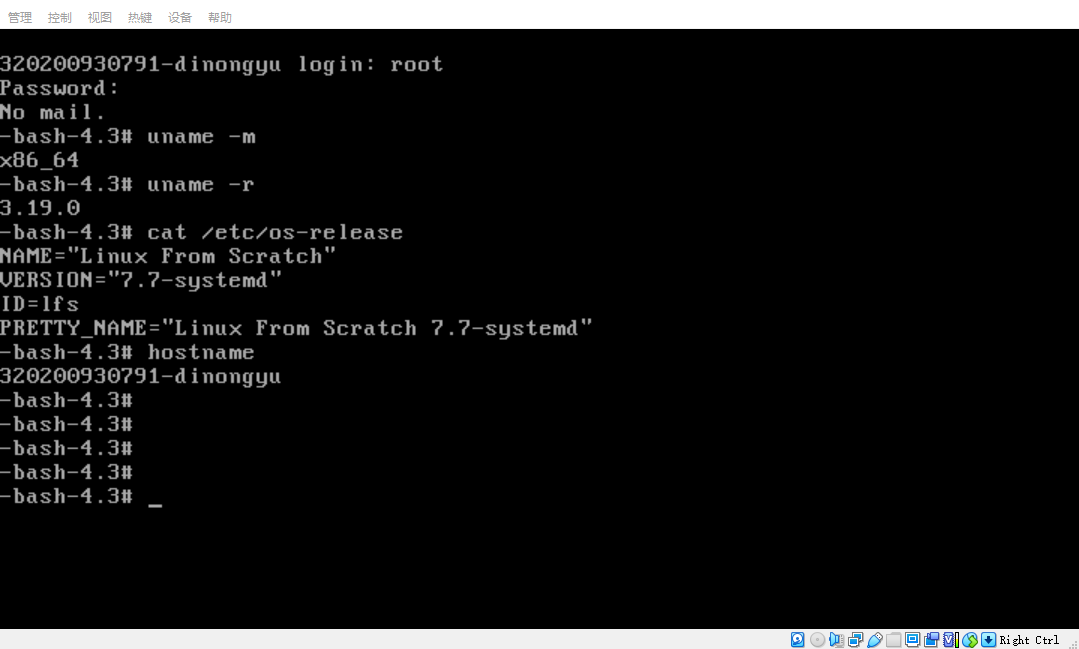 管理 控制 视图 热键 设备 帮助
320200930791-dinongyu login: root
Password:
No mail.
-bash-4.3# uname -m
x86_64
-bash-4.3# uname -r
3.19.0
-bash-4.3# cat /etc/os-release
NAME="Linux From Scratch"
VERSION="7.7-systemd"
ID=lfs
PRETTY_NAME="Linux From Scratch 7.7-systemd"
-bash-4.3# hostname
320200930791-dinongyu
-bash-4.3#
-bash-4.3#
-bash-4.3#
-bash-4.3#
-bash-4.3# _
Right Ctrl